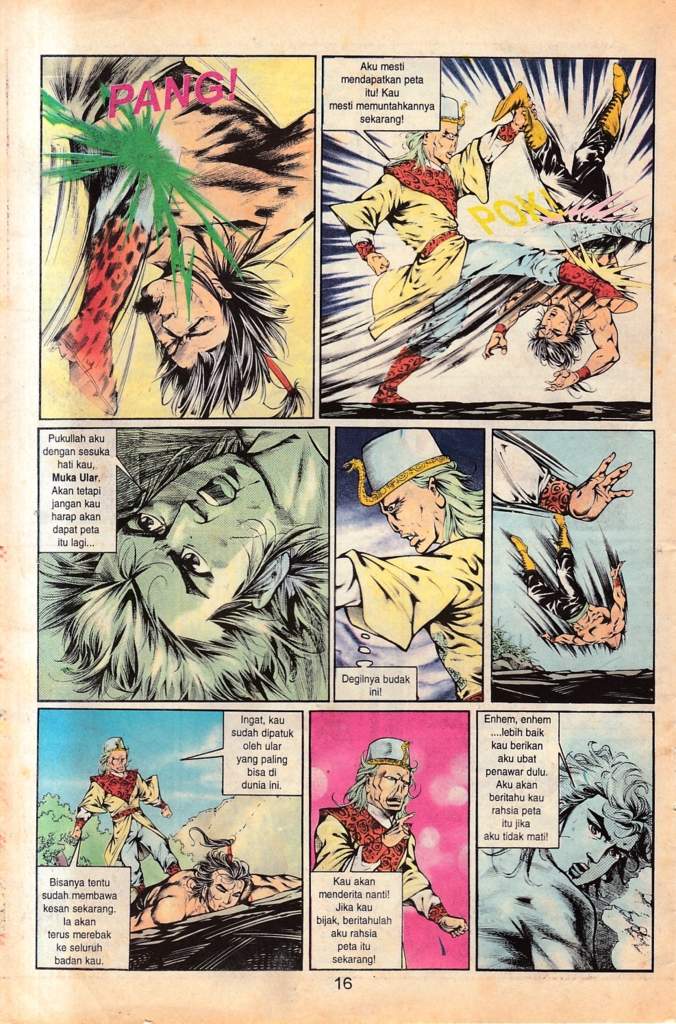 PANG!
Aku mesti
mendapatkan peta
itu! Kau
mesti memuntahkannya
sekarang!
POK!
Pukullah aku
dengan sesuka
hati kau,
Muka Ular.
Akan tetapi
jangan kau
harap akan
dapat peta
itu lagi...
Degilnya budak
ini!
Ingat, kau
sudah dipatuk
oleh ular
yang paling
bisa di
dunia ini.
Bisanya tentu
sudah membawa
kesan sekarang.
Ia akan
terus merebak
ke seluruh
badan kau.
Kau akan
menderita nanti!
Jika kau
bijak, beritahulah
aku rahsia
peta itu
sekarang!
Enhem, enhem
....lebih baik
kau berikan
aku ubat
penawar dulu.
Aku akan
beritahu kau
rahsia peta
itu jika
aku tidak mati!
16